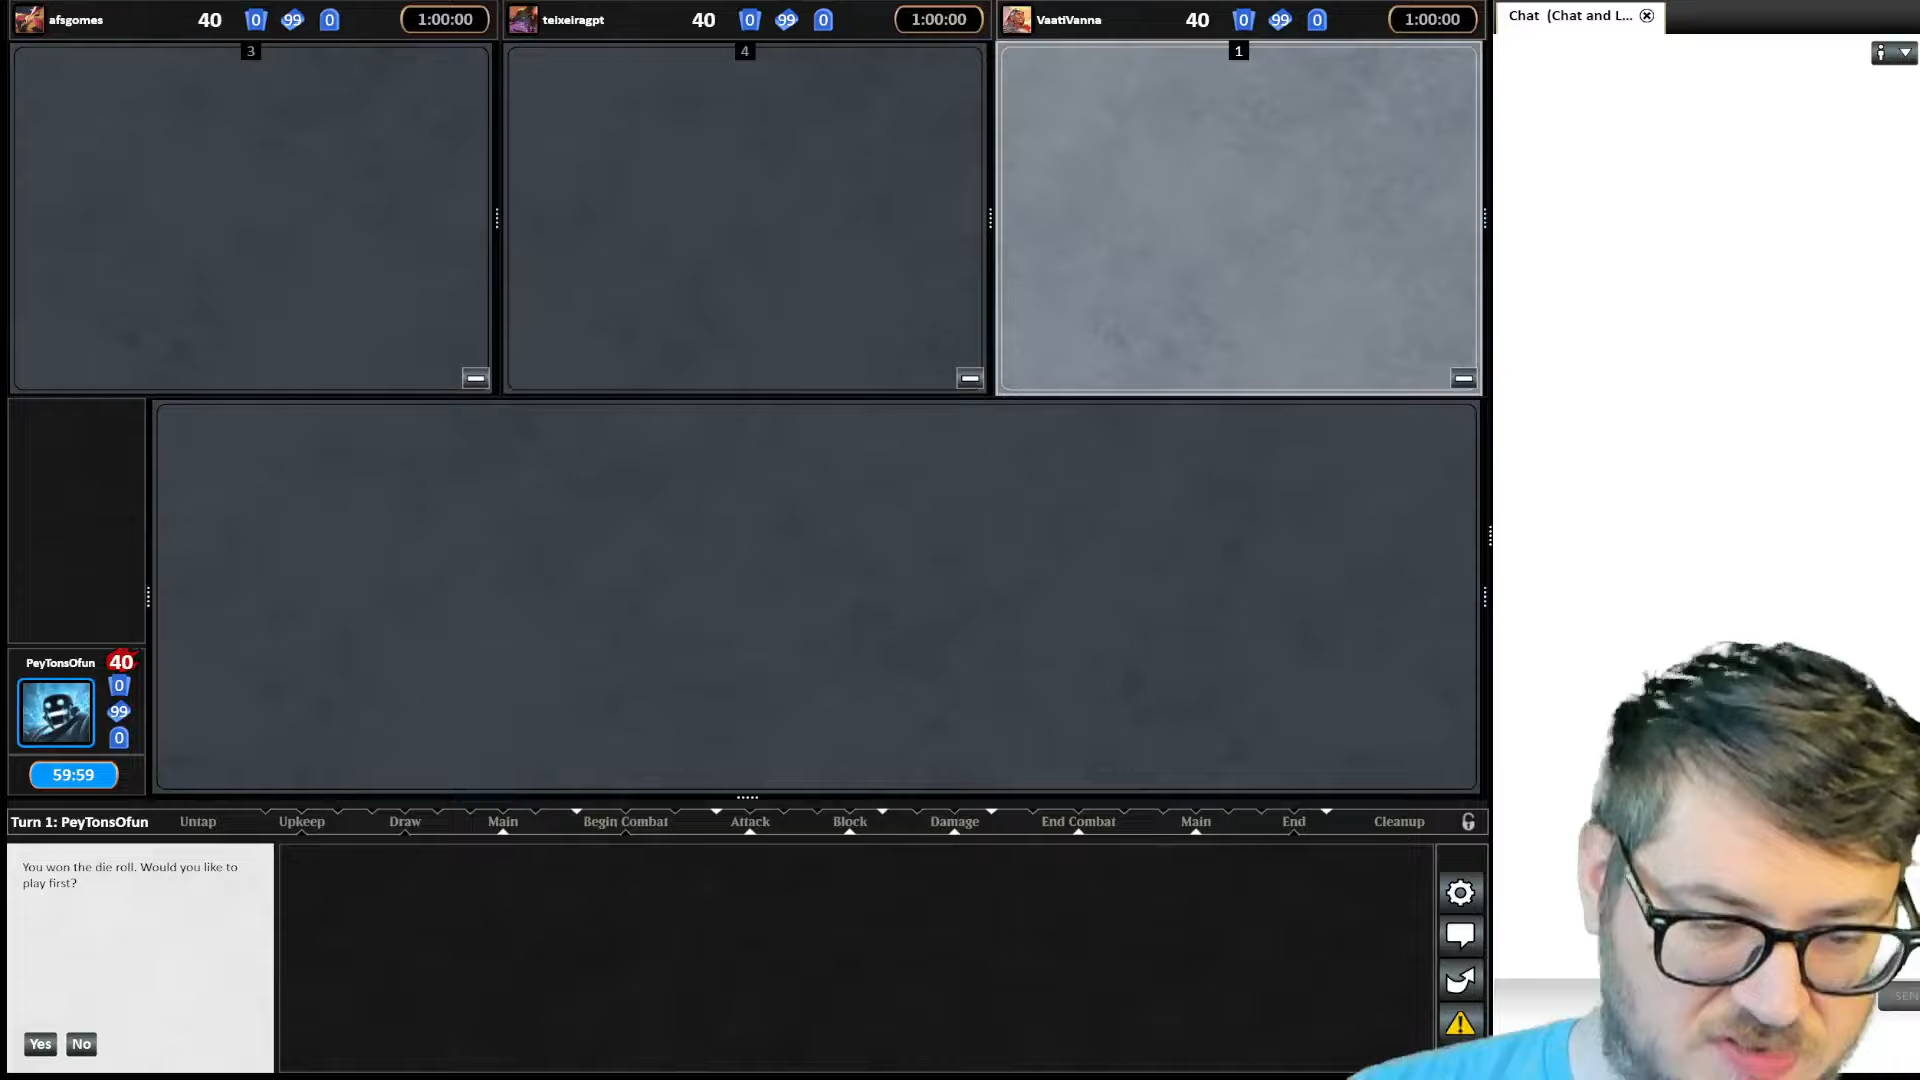 afsgomes 40 0 99 0 1:00:00
teixeiragpt 40 0 99 0 1:00:00
VaatiVanna 40 0 99 0 1:00:00
Chat (Chat and L...
3
4
1
PeyTonsOfun 40
0
99
0
59:59
Turn 1: PeyTonsOfun Untap Upkeep Draw Main Begin Combat Attack Block Damage End Combat Main End Cleanup
You won the die roll. Would you like to
play first?
SEN
Yes No